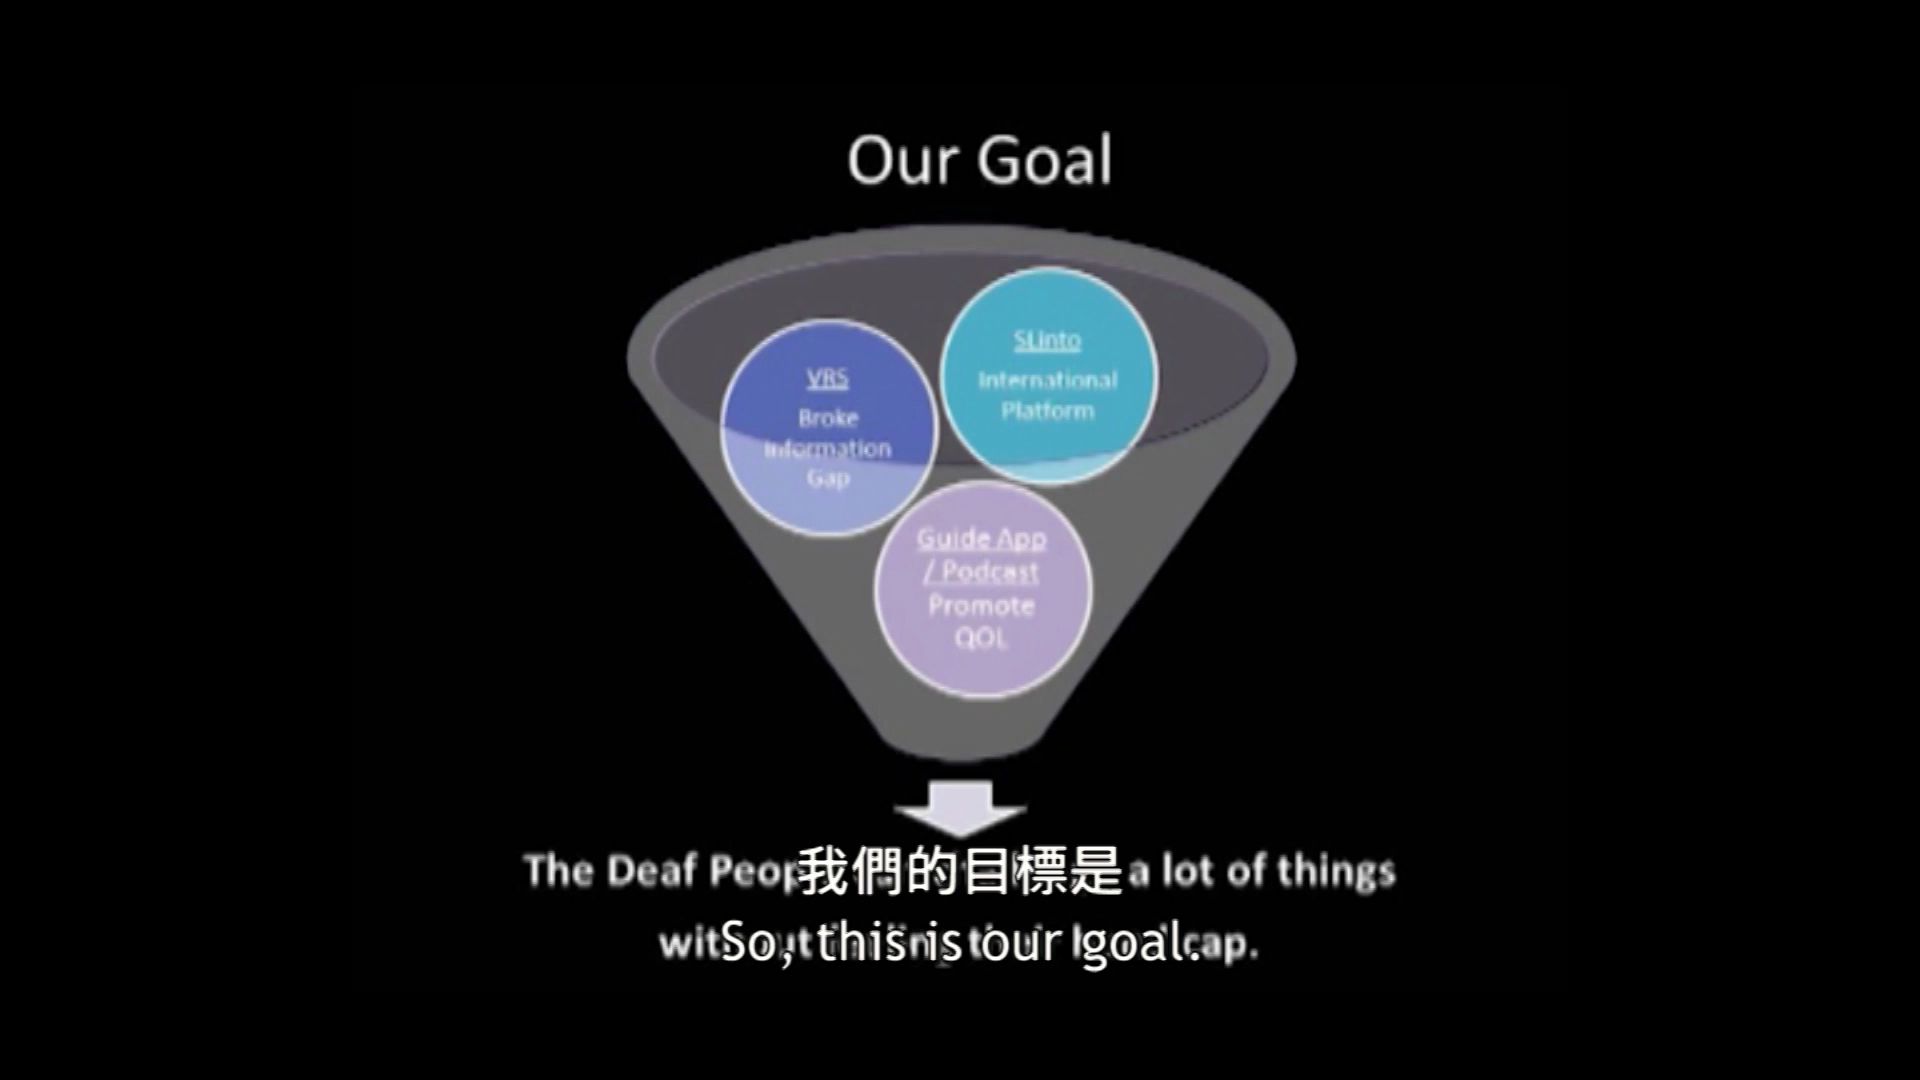 Our Goal
SLinto
International
Platform
VRS
Broke
Information
Gap
Guide App
/ Podcast
Promote
QOL
The Deaf a lot of things
我們的目標是
So, this is our goal.